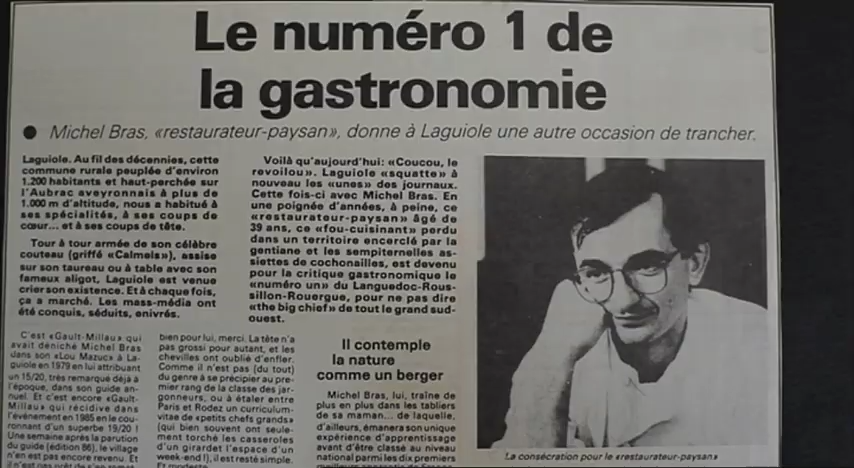 Le numéro 1 de
la gastronomie
● Michel Bras, «restaurateur-paysan», donne à Laguiole une autre occasion de trancher.
Laguiole. Au fil des décennies, cette
commune rurale peuplée d'environ
1.200 habitants et haut-perchée sur
l'Aubrac aveyronnais à plus de
1.000 m d'altitude, nous a habitué à
ses spécialités, à ses coups de
cœur... et à ses coups de tête.
Tour à tour armée de son célèbre
couteau (griffé «Calmels»), assise
sur son taureau ou à table avec son
fameux aligot, Laguiole est venue
crier son existence. Et à chaque fois,
ça a marché. Les mass-média ont
été conquis, séduits, enivrés.
Voilà qu'aujourd'hui: «Coucou, le
revoilou». Laguiole «squatte» à
nouveau les «unes» des journaux.
Cette fois-ci avec Michel Bras. En
une poignée d'années, à peine, ce
«restaurateur-paysan» âgé de
39 ans, ce «fou-cuisinant» perdu
dans un territoire encerclé par la
gentiane et les sempiternelles as-
siettes de cochonailles, est devenu
pour la critique gastronomique le
«numéro un» du Languedoc-Rous-
sillon-Rouergue, pour ne pas dire
«the big chief» de tout le grand sud-
ouest.
C'est «Gault-Millau» qui
avait déniché Michel Bras
dans son «Lou Mazuc» à La-
guiole en 1979 en lui attribuant
un 15/20, très remarqué déjà à
l'époque, dans son guide an-
nuel. Et c'est encore «Gault-
Millau» qui récidive dans
l'événement en 1985 en le cou-
ronnant d'un superbe 19/20 !
Une semaine après la parution
du guide (édition 86), le village
n'en est pas encore revenu. Et
bien pour lui, merci. La tête n'a
pas grossi pour autant, et les
chevilles ont oublié d'enfler.
Comme il n'est pas (du tout)
du genre à se précipier au pre-
mier rang de la classe des jar-
gonneurs, ou à étaler entre
Paris et Rodez un curriculum-
vitae de «petits chefs grands»
(qui bien souvent ont seule-
ment torché les casseroles
d'un girardet l'espace d'un
week-end !), il est resté simple.
Et modeste
Il contemple
la nature
comme un berger
Michel Bras, lui, traîne de
plus en plus dans les tabliers
de sa maman... de laquelle,
d'ailleurs, émanera son unique
expérience d'apprentissage
avant d'être classé au niveau
national parmi les dix premiers
La consécration pour le «restaurateur-paysan»